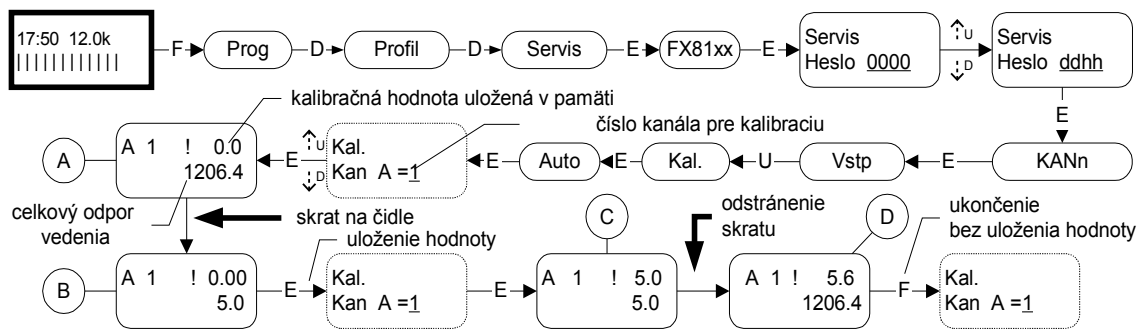 17:50 12.0k
||||||||||||
F
Prog
D
Profil
D
Servis
E
FX81xx
E
Servis
Heslo 0000
U
D
Servis
Heslo ddhh
E
KANn
E
Vstp
U
Kal.
E
Auto
E
číslo kanála pre kalibraciu
Kal.
Kan A =1
U
D
E
kalibračná hodnota uložená v pamäti
A 1 ! 0.0
1206.4
A
celkový odpor
vedenia
skrat na čidle
B
A 1 ! 0.00
5.0
E
uloženie hodnoty
Kal.
Kan A =1
E
C
A 1 ! 5.0
5.0
odstránenie
skratu
D
A 1 ! 5.6
1206.4
F
ukončenie
bez uloženia hodnoty
Kal.
Kan A =1